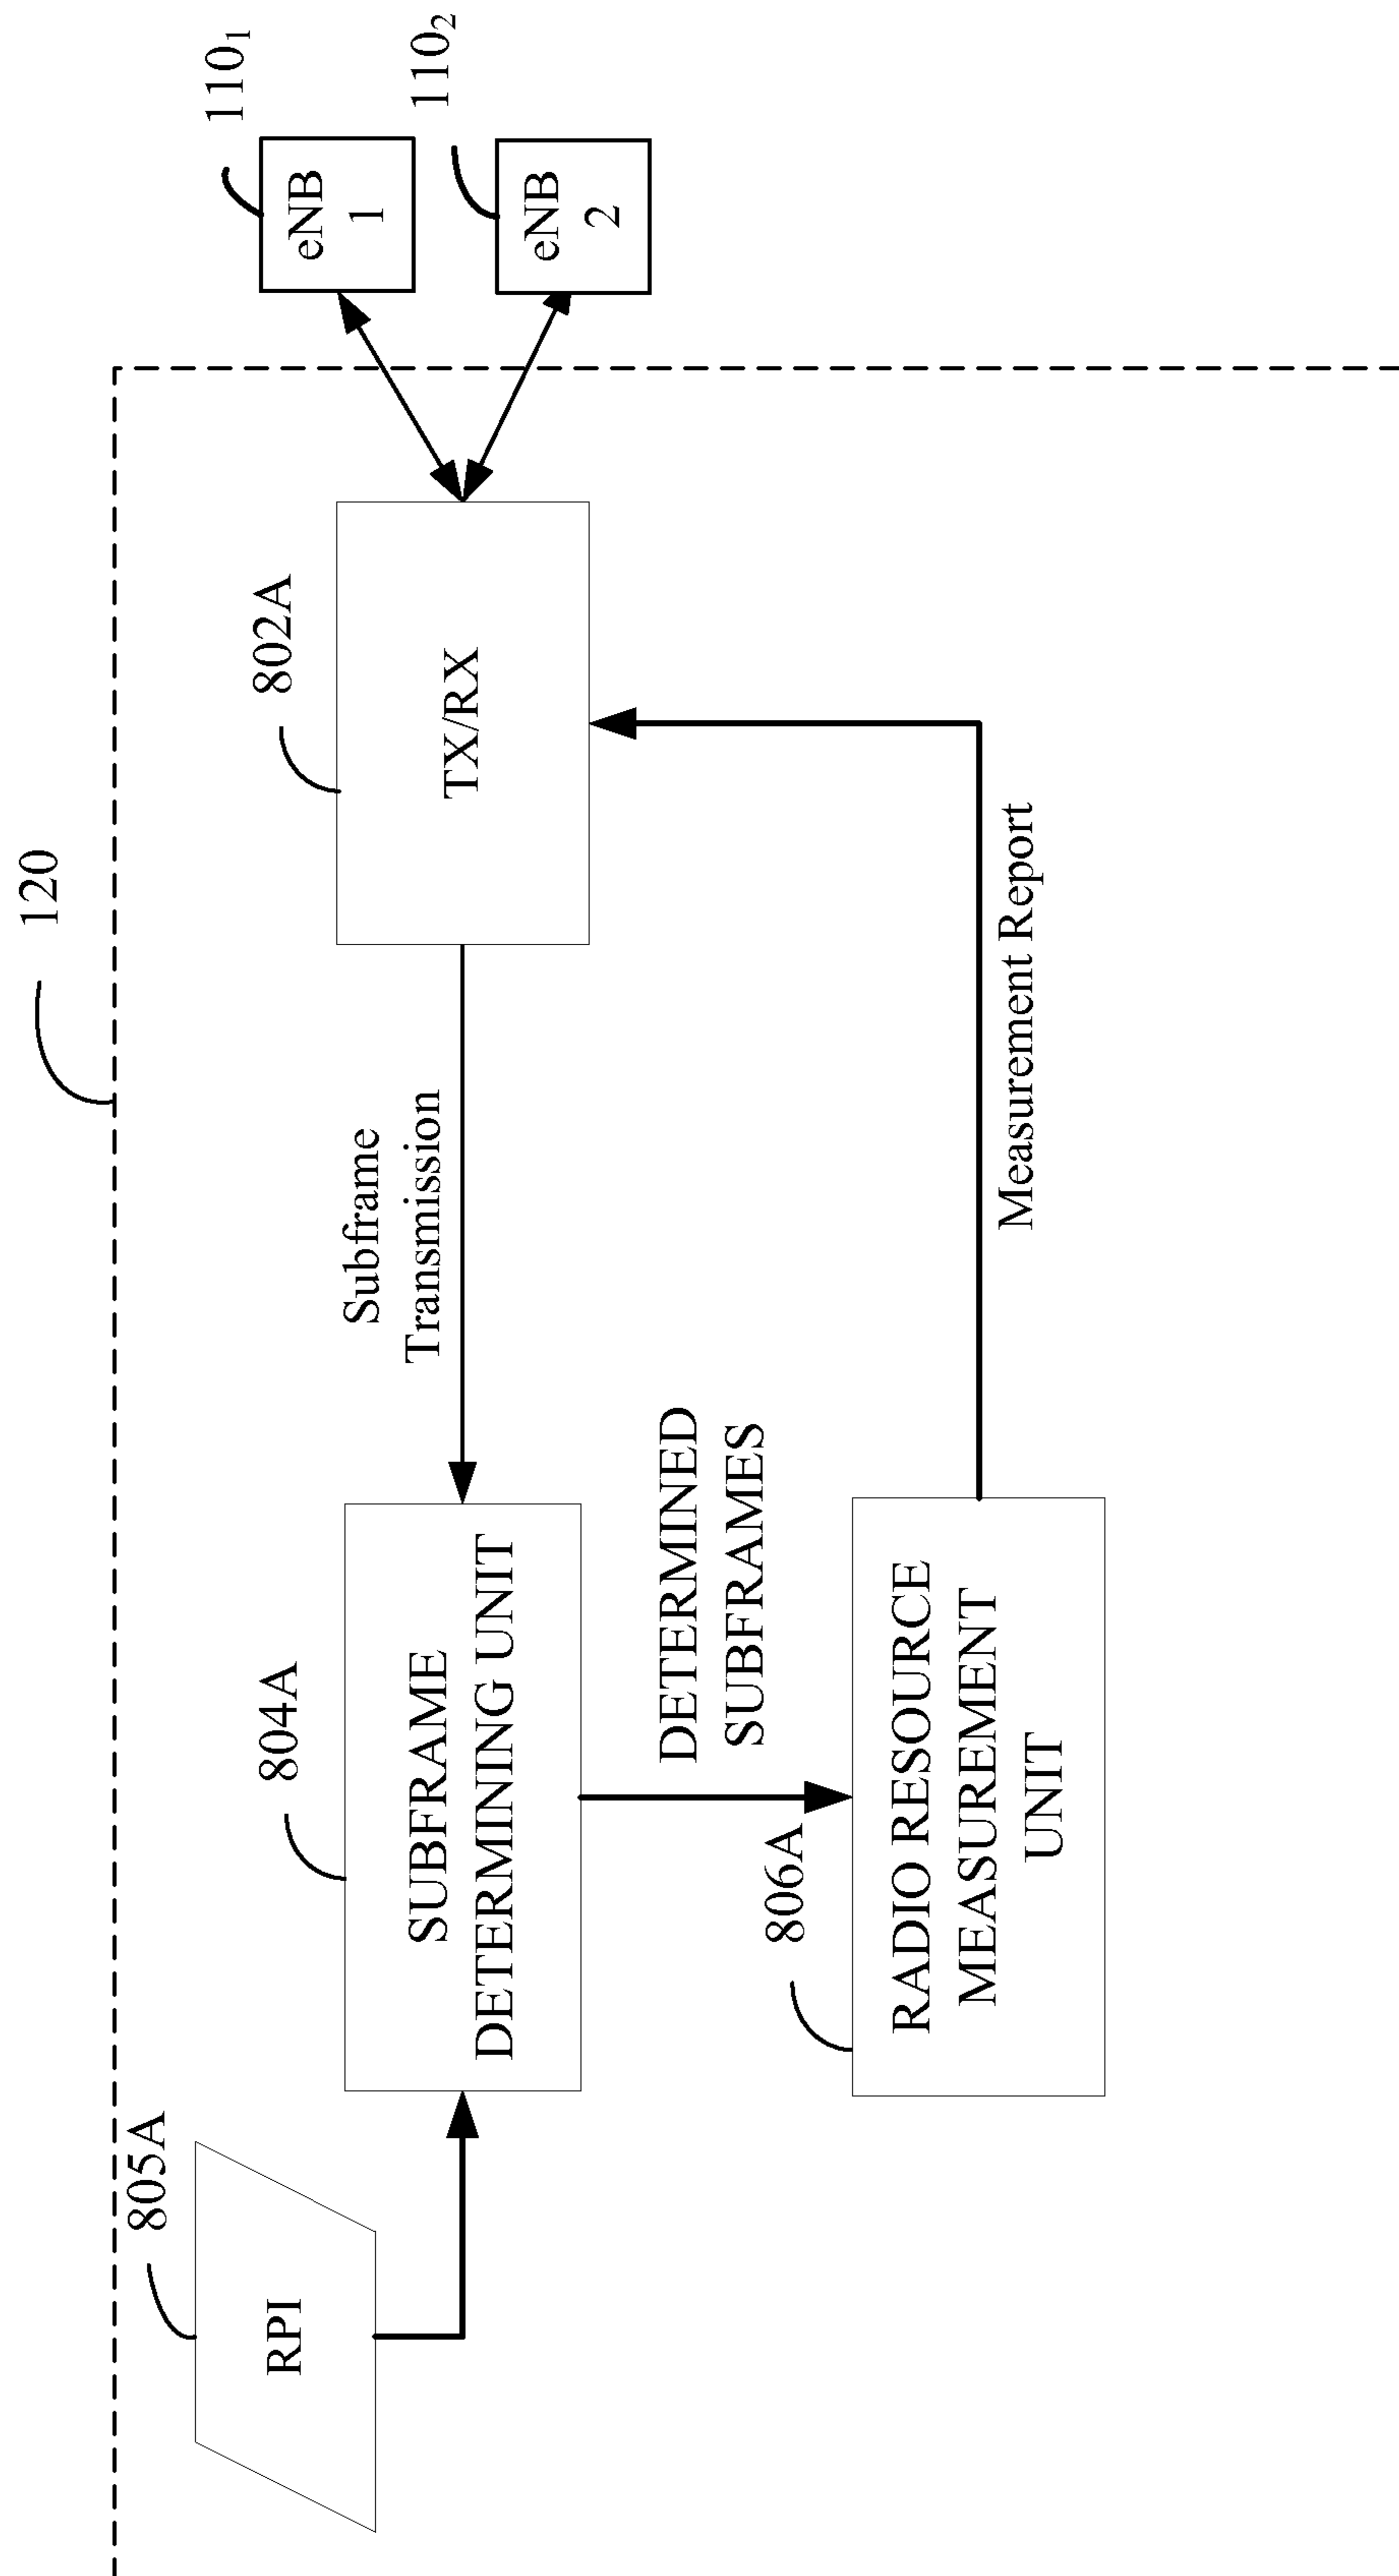 120
805A
RPI
804A
SUBFRAME
DETERMINING UNIT
Subframe
Transmission
802A
TX/RX
110₁
eNB
1
110₂
eNB
2
DETERMINED
SUBFRAMES
806A
RADIO RESOURCE
MEASUREMENT
UNIT
Measurement Report